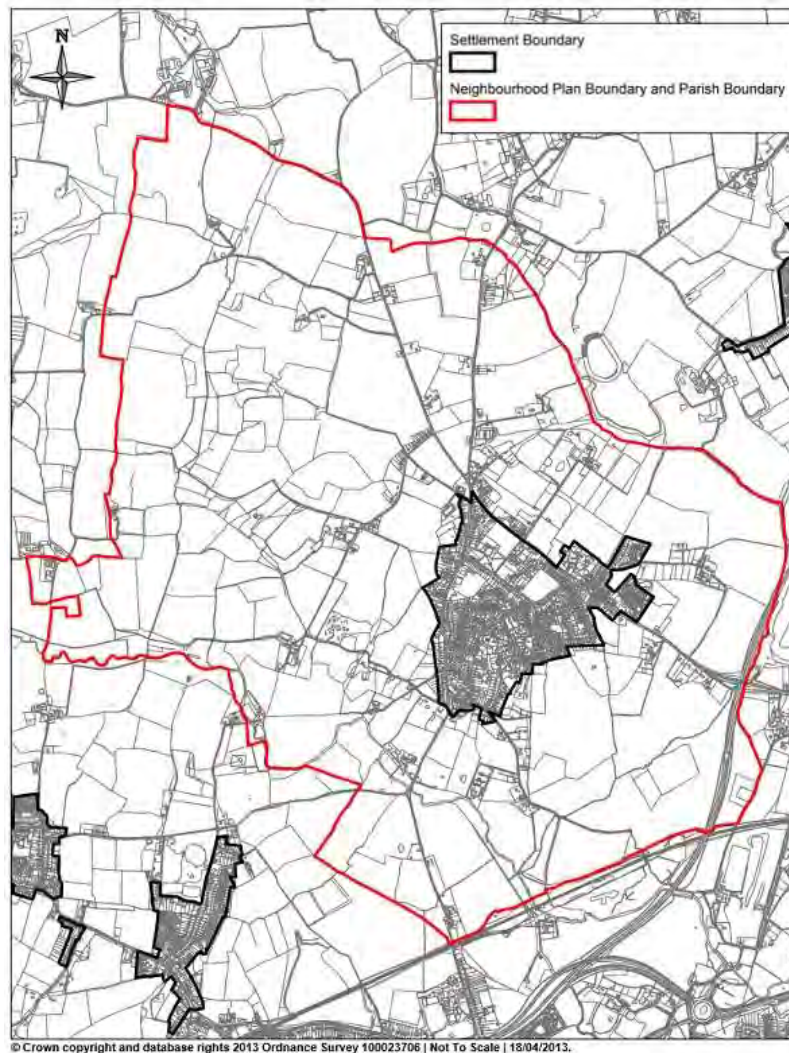 N
Settlement Boundary
Neighbourhood Plan Boundary and Parish Boundary
© Crown copyright and database rights 2013 Ordnance Survey 100023706 | Not To Scale | 18/04/2013.